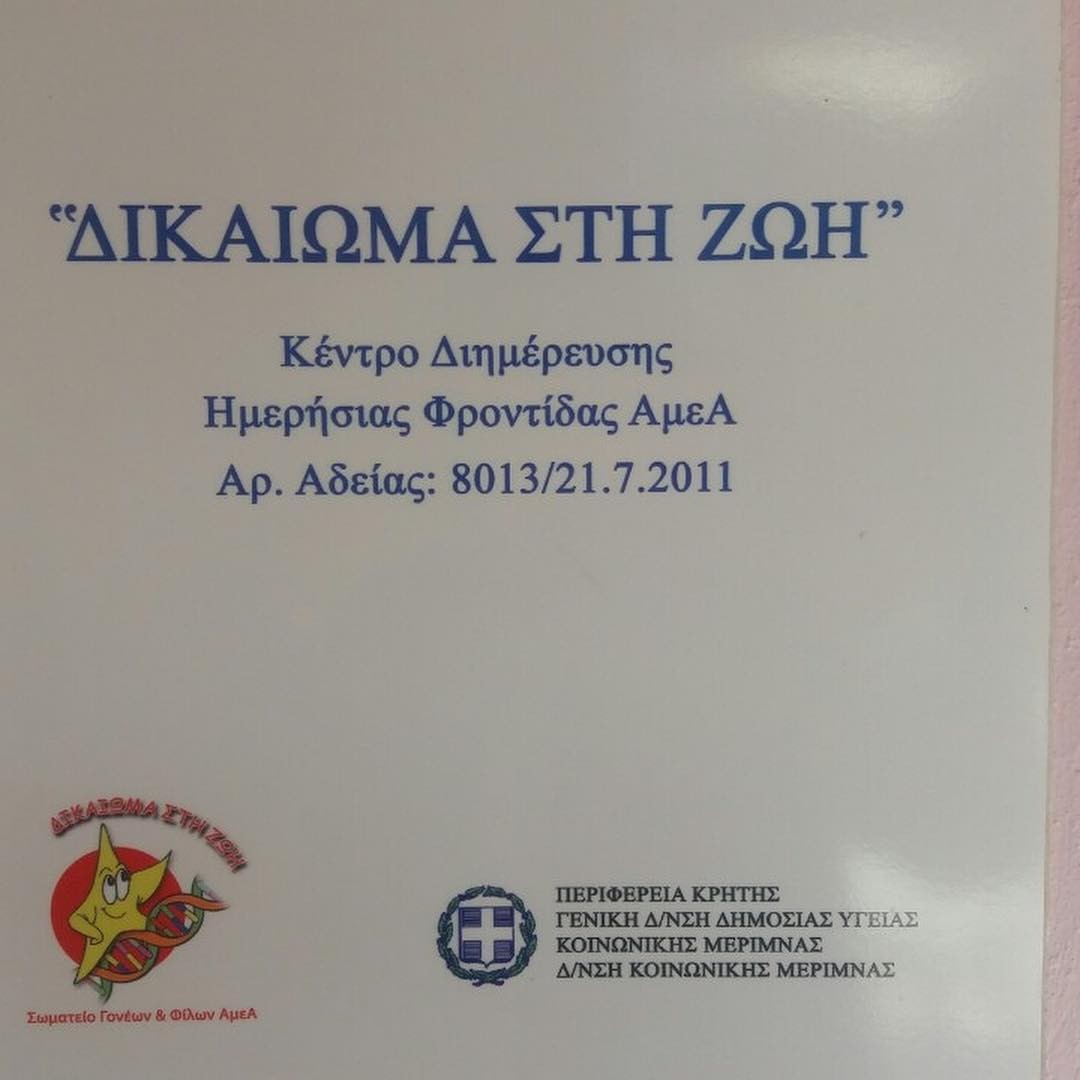 “ΔΙΚΑΙΩΜΑ ΣΤΗ ΖΩΗ”
Κέντρο Διημέρευσης
Ημερήσιας Φροντίδας ΑμεΑ
Αρ. Αδείας: 8013/21.7.2011
ΔΙΚΑΙΩΜΑ ΣΤΗ ΖΩΗ
Σωματείο Γονέων & Φίλων ΑμεΑ
ΠΕΡΙΦΕΡΕΙΑ ΚΡΗΤΗΣ
ΓΕΝΙΚΗ Δ/ΝΣΗ ΔΗΜΟΣΙΑΣ ΥΓΕΙΑΣ
ΚΟΙΝΩΝΙΚΗΣ ΜΕΡΙΜΝΑΣ
Δ/ΝΣΗ ΚΟΙΝΩΝΙΚΗΣ ΜΕΡΙΜΝΑΣ